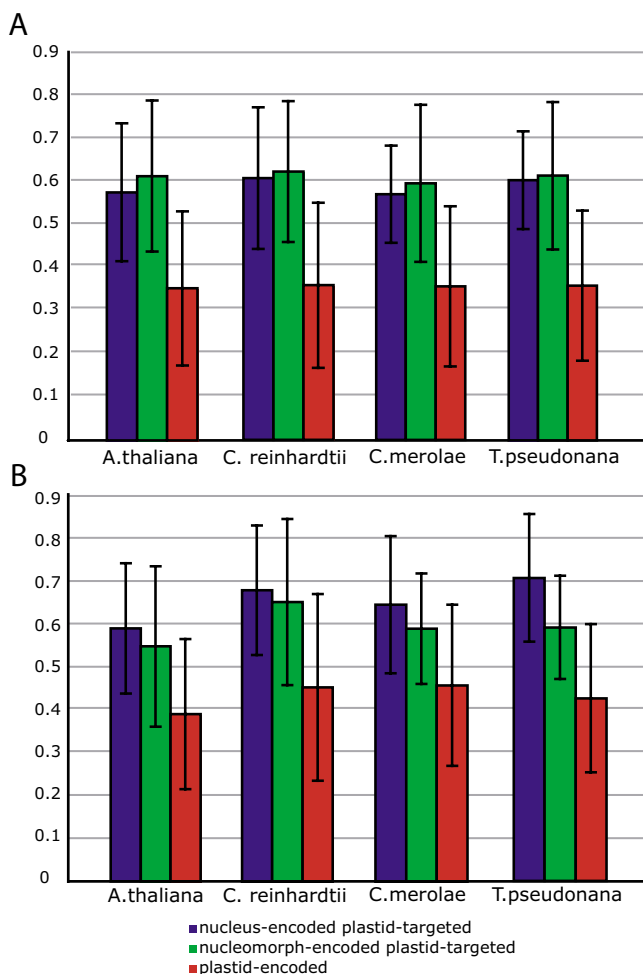 A
0.9
0.8
0.7
0.6
0.5
0.4
0.3
0.2
0.1
0
A.thaliana C. reinhardtii C.merolae T.pseudonana
B
0.9
0.8
0.7
0.6
0.5
0.4
0.3
0.2
0.1
0
A.thaliana C. reinhardtii C.merolae T.pseudonana
nucleus-encoded plastid-targeted
nucleomorph-encoded plastid-targeted
plastid-encoded